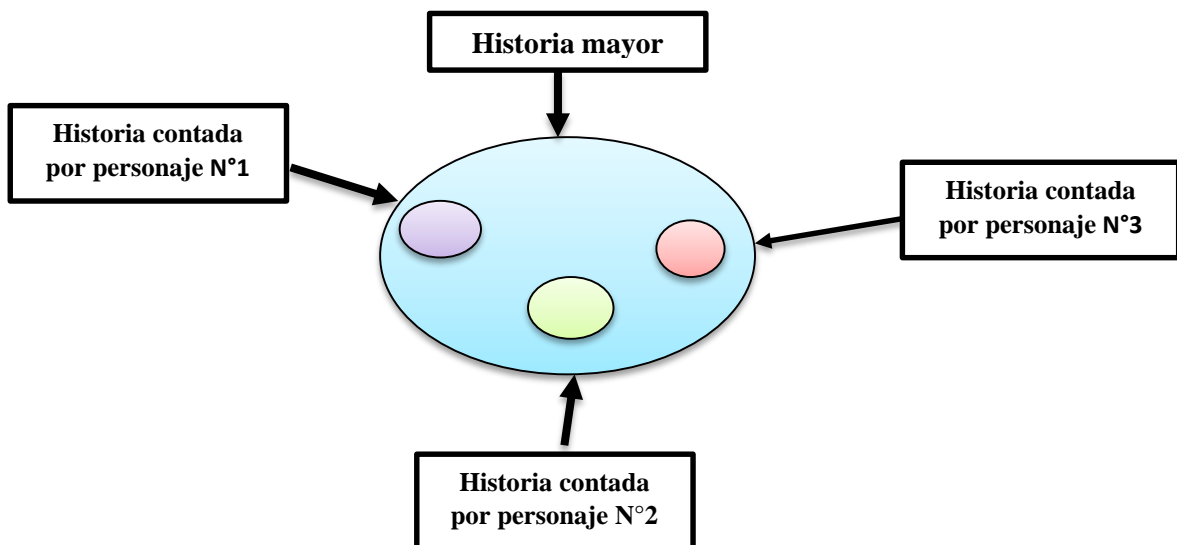 Historia mayor
Historia contada
por personaje N°1
Historia contada
por personaje N°3
Historia contada
por personaje N°2